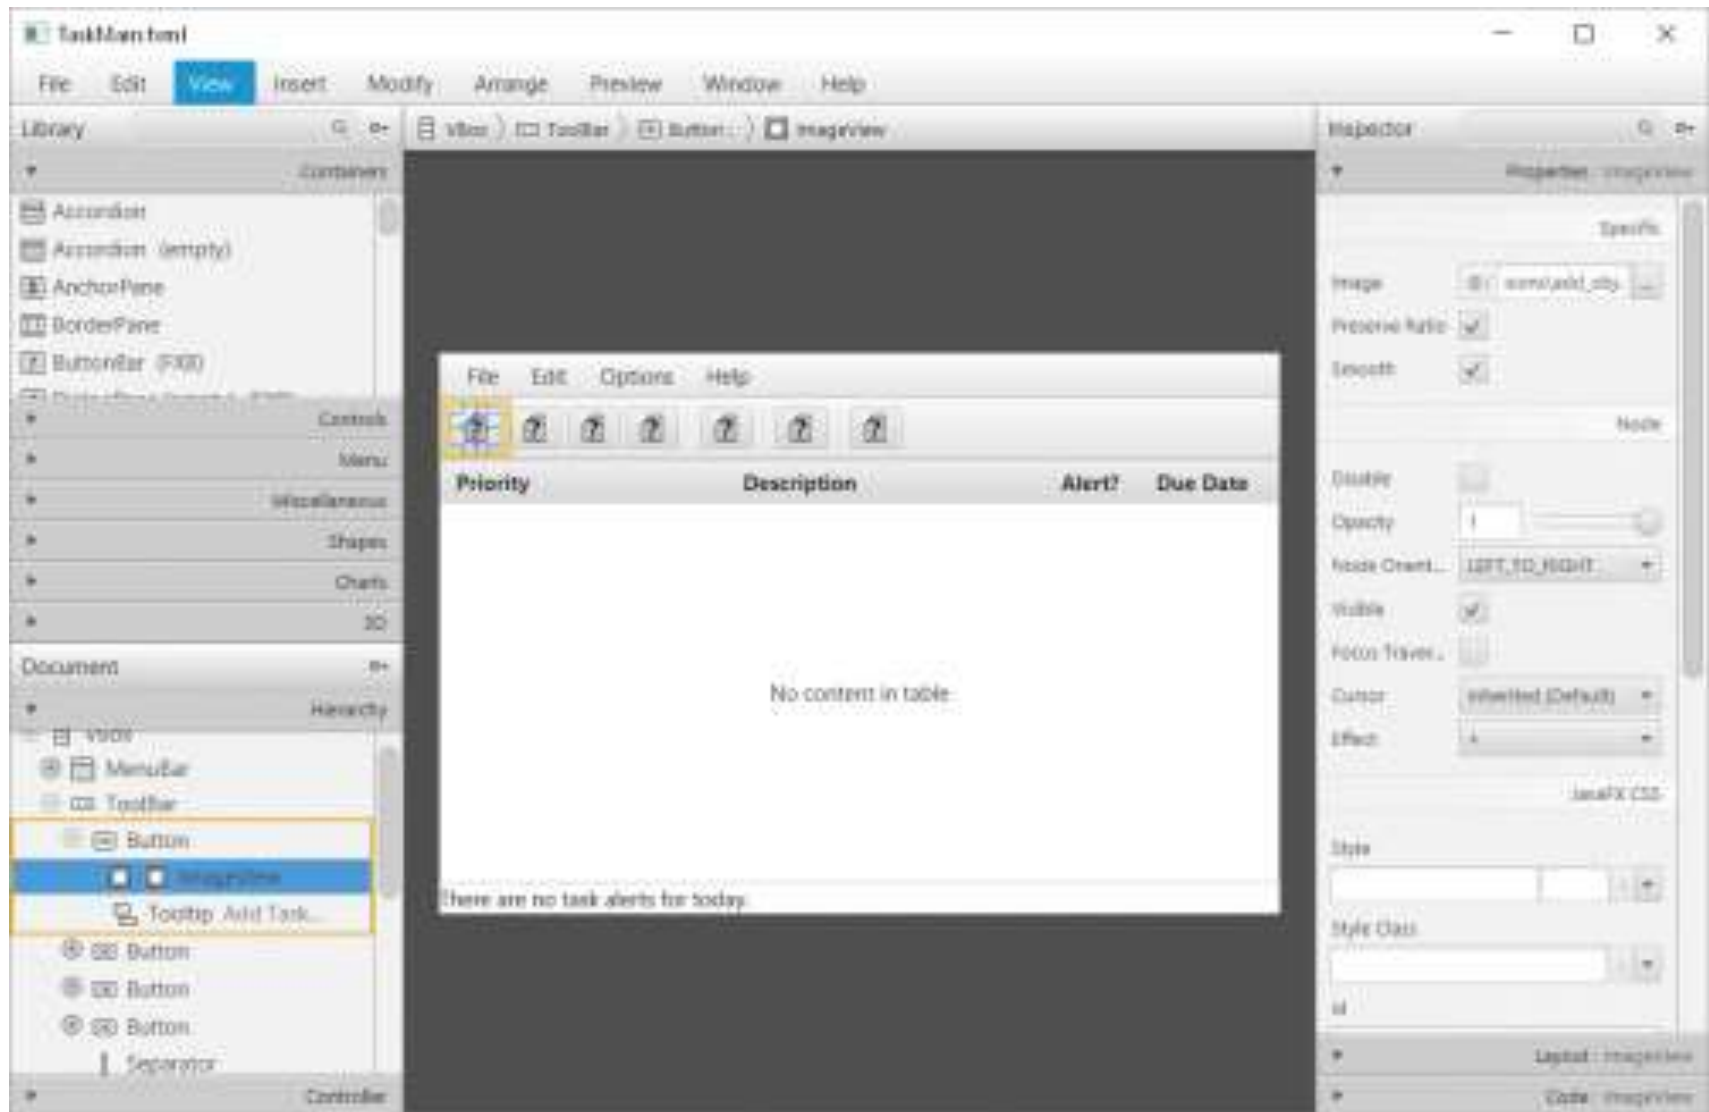 TaskMain.fxml
File Edit View Insert Modify Arrange Preview Window Help
Library
VBox ToolBar Button ImageView
Inspector
Containers
Properties : ImageView
Accordion
Accordion (empty)
AnchorPane
BorderPane
ButtonBar (FX8)
Controls
Menu
Miscellaneous
Shapes
Charts
3D
Document
Hierarchy
VBox
MenuBar
ToolBar
Button
ImageView
Tooltip Add Task...
Button
Button
Button
Separator
Controller
File Edit Options Help
Priority Description Alert? Due Date
No content in table
There are no task alerts for today.
Specific
Image
Preserve Ratio
Smooth
Node
Disable
Opacity 1
Node Orient... LEFT_TO_RIGHT
Visible
Focus Traver...
Cursor Inherited (Default)
Effect +
JavaFX CSS
Style
Style Class
Id
Layout : ImageView
Code : ImageView